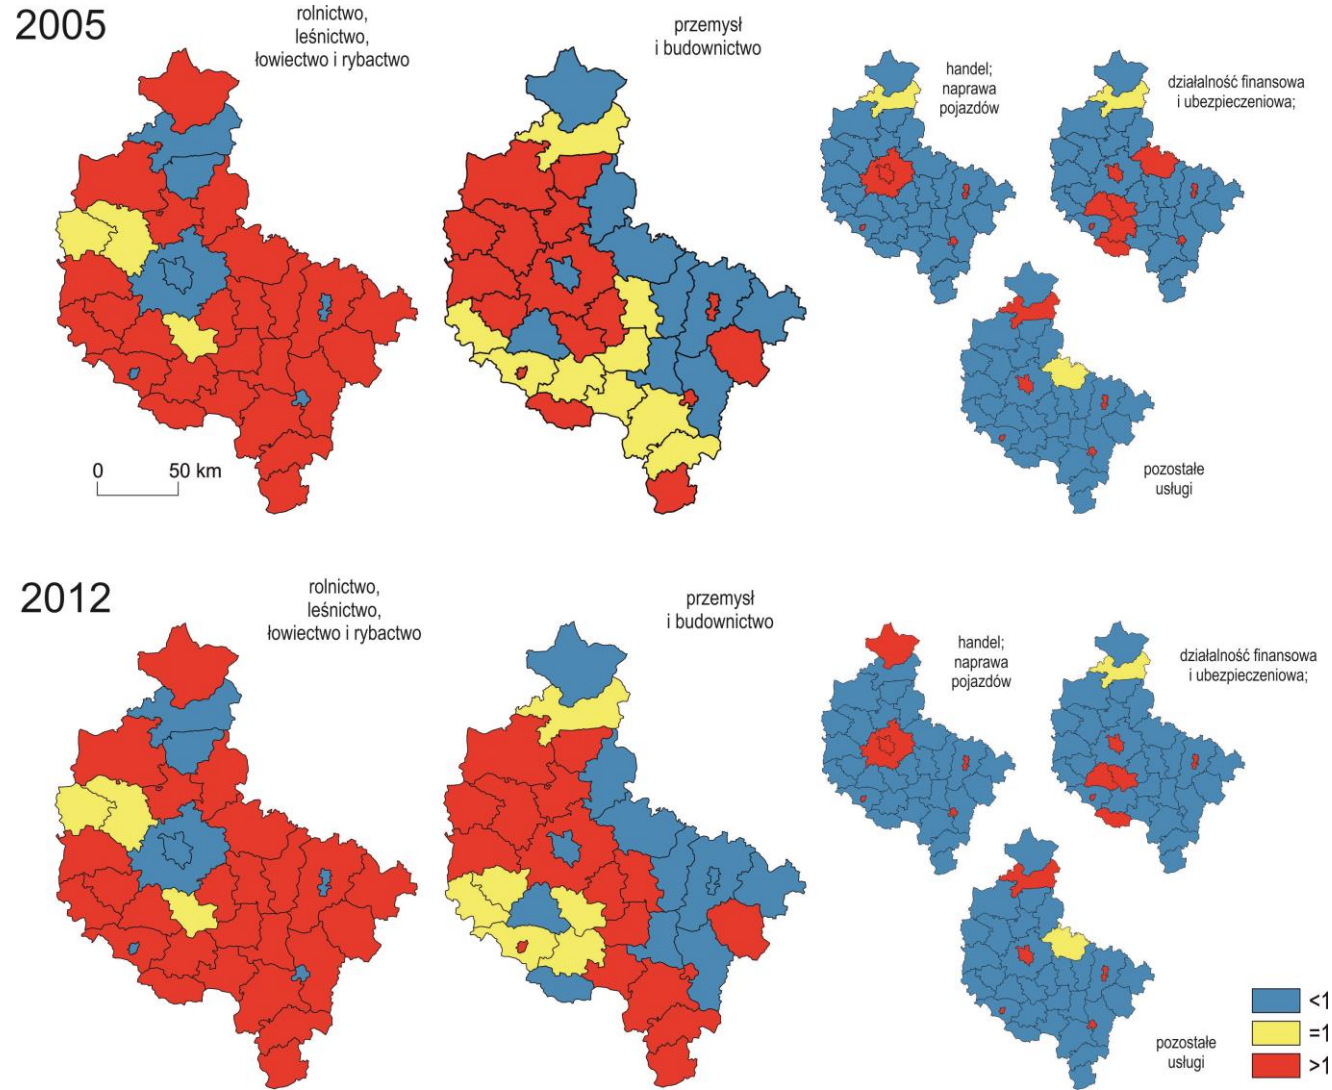 2005
rolnictwo,
leśnictwo,
łowiectwo i rybactwo
przemysł
i budownictwo
handel;
naprawa
pojazdów
działalność finansowa
i ubezpieczeniowa;
0 50 km
pozostałe
usługi
2012
rolnictwo,
leśnictwo,
łowiectwo i rybactwo
przemysł
i budownictwo
handel;
naprawa
pojazdów
działalność finansowa
i ubezpieczeniowa;
pozostałe
usługi
<1
=1
>1